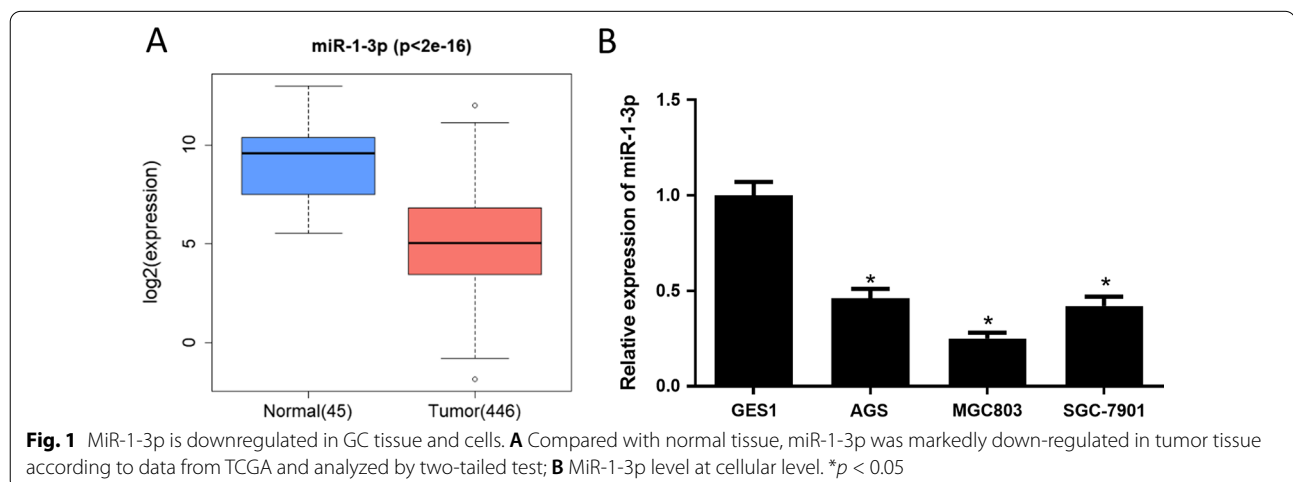 A
miR-1-3p (p<2e-16)
log2(expression)
10
5
0
Normal(45) Tumor(446)
B
Relative expression of miR-1-3p
1.5
1.0
0.5
0.0
* * *
GES1 AGS MGC803 SGC-7901
Fig. 1 MiR-1-3p is downregulated in GC tissue and cells. A Compared with normal tissue, miR-1-3p was markedly down-regulated in tumor tissue
according to data from TCGA and analyzed by two-tailed test; B MiR-1-3p level at cellular level. *p < 0.05